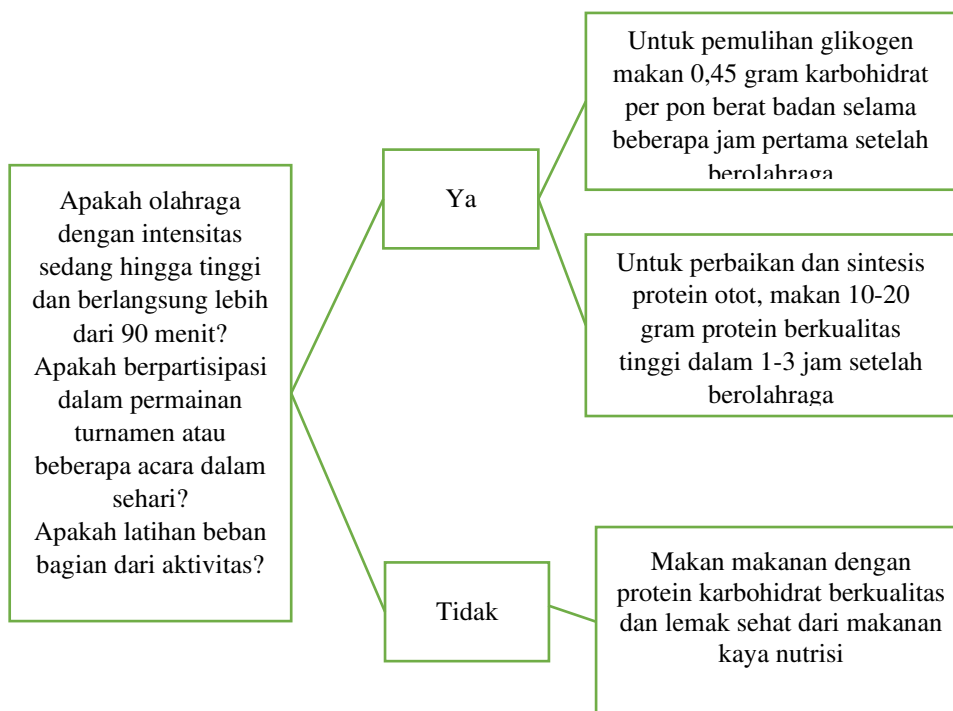 Apakah olahraga
dengan intensitas
sedang hingga tinggi
dan berlangsung lebih
dari 90 menit?
Apakah berpartisipasi
dalam permainan
turnamen atau
beberapa acara dalam
sehari?
Apakah latihan beban
bagian dari aktivitas?
Ya
Untuk pemulihan glikogen
makan 0,45 gram karbohidrat
per pon berat badan selama
beberapa jam pertama setelah
berolahraga
Untuk perbaikan dan sintesis
protein otot, makan 10-20
gram protein berkualitas
tinggi dalam 1-3 jam setelah
berolahraga
Tidak
Makan makanan dengan
protein karbohidrat berkualitas
dan lemak sehat dari makanan
kaya nutrisi